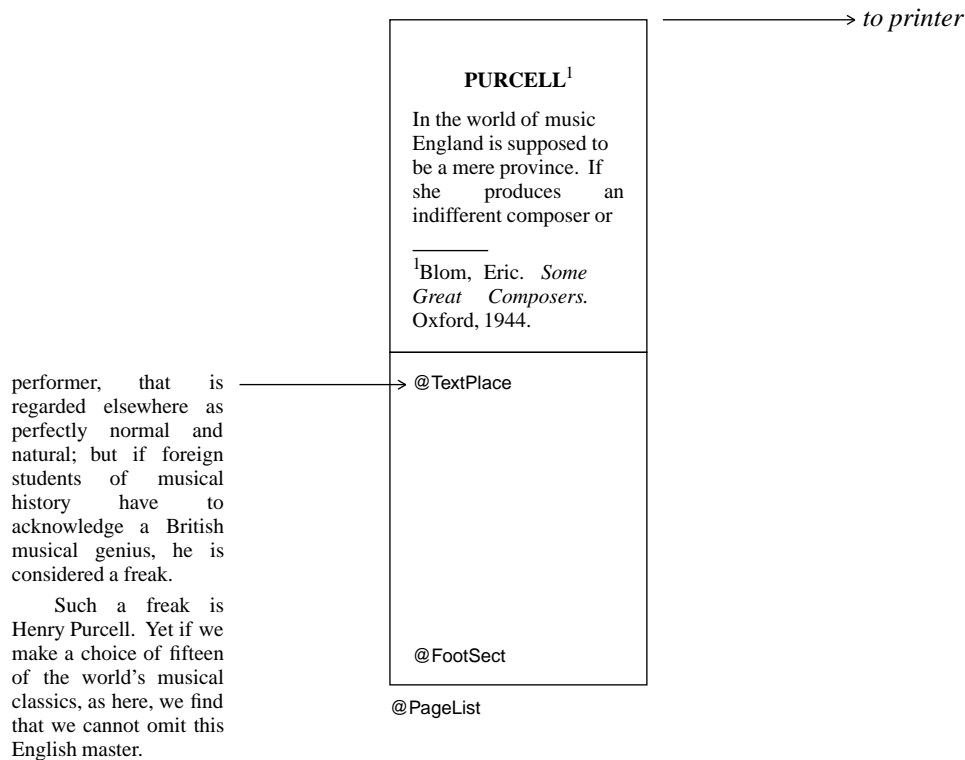 to printer
PURCELL1
In the world of music
England is supposed to
be a mere province. If
she produces an
indifferent composer or
1Blom, Eric. Some
Great Composers.
Oxford, 1944.
performer, that is
regarded elsewhere as
perfectly normal and
natural; but if foreign
students of musical
history have to
acknowledge a British
musical genius, he is
considered a freak.
Such a freak is
Henry Purcell. Yet if we
make a choice of fifteen
of the world's musical
classics, as here, we find
that we cannot omit this
English master.
@TextPlace
@FootSect
@PageList